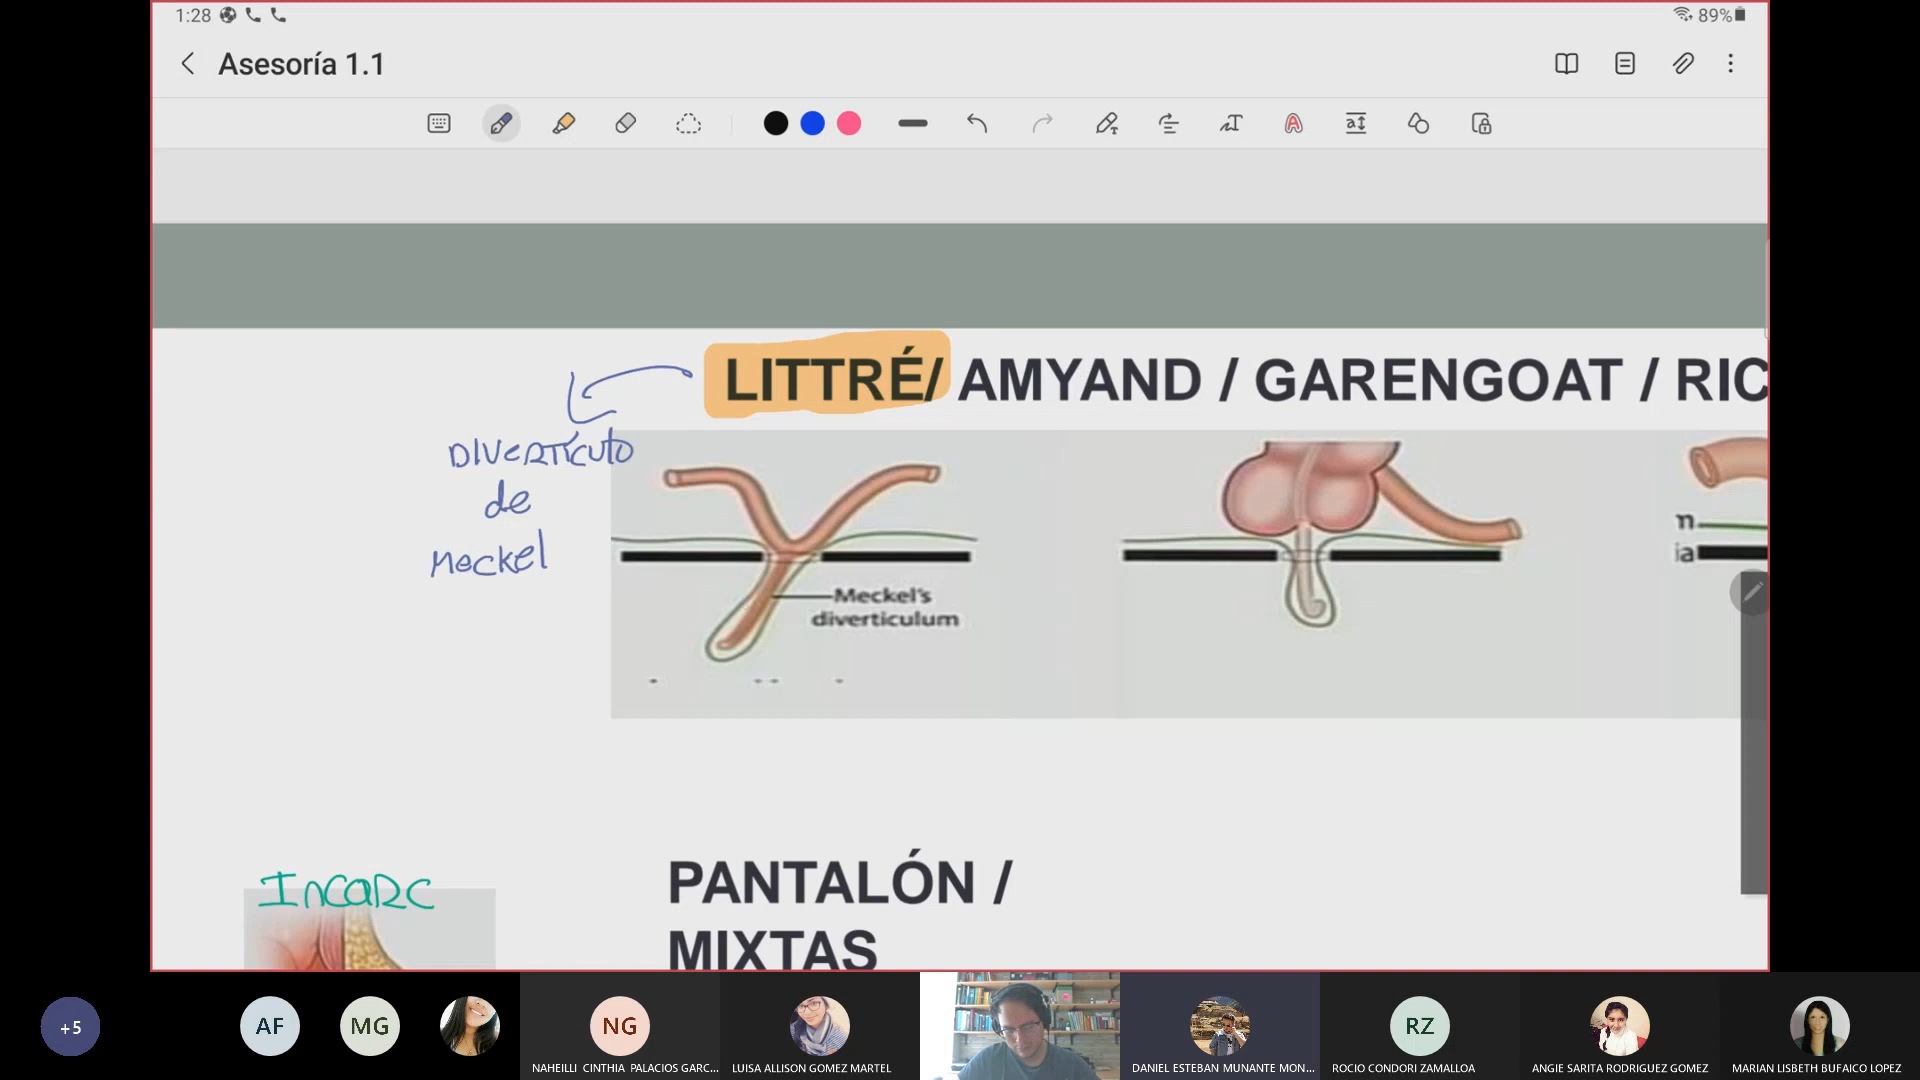 1:28
89%
Asesoría 1.1
LITTRÉ/ AMYAND / GARENGOAT / RIC
DIVERTÍCULO
de
Meckel
Meckel's
diverticulum
n
ia
Incarc
PANTALÓN /
MIXTAS
+5
AF
MG
NG
RZ
NAHEILLI CINTHIA PALACIOS GARC...
LUISA ALLISON GOMEZ MARTEL
DANIEL ESTEBAN MUNANTE MON...
ROCIO CONDORI ZAMALLOA
ANGIE SARITA RODRIGUEZ GOMEZ
MARIAN LISBETH BUFAICO LOPEZ